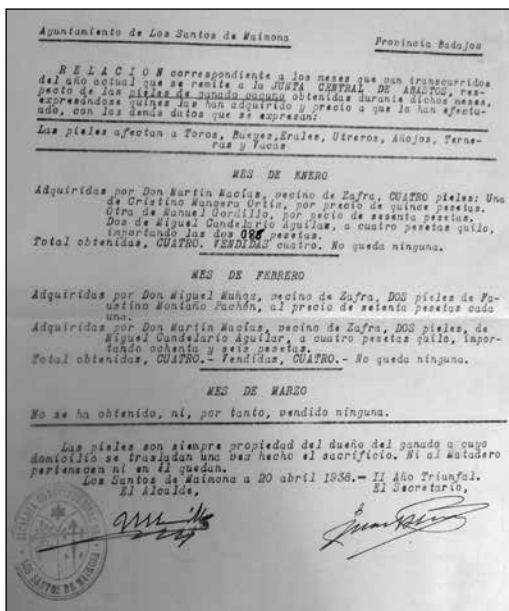 Ayuntamiento de Los Santos de Maimona
Provincia Badajoz
R E L A C I O N correspondiente a los meses que van transcurridos
del año actual que se remite a la JUNTA CENTRAL DE ABASTOS, res-
pecto de las pieles de ganado vacuno obtenidas durante dichos meses,
expresándose quines las han adquirido y precio a que lo han efectu-
ado, con los demás datos que se expresan:
Las pieles afectan a Toros, Bueyes, Erales, Utreros, Añojos, Terne-
ras y Vacas
MES DE ENERO
Adquiridas por Don Martin Macías, vecino de Zafra, CUATRO pieles: Una
de Cristino Mancera Ortiz, por precio de quince pesetas.
Otra de Manuel Gordillo, por pecio de sesenta pesetas.
Dos de Miguel Candelario Aguilar, a cuatro pesetas quilo,
importando las dos pesetas.
Total obtenidas, CUATRO. VENDIDAS cuatro. No queda ninguna.
MES DE FEBRERO
Adquiridas por Don Miguel Muñoz, vecino de Zafra, DOS pieles de Fa-
ustino Montaño Pachón, al precio de setenta pesetas cada
una.
Adquiridas por Don Martin Macías, vecino de Zafra, DOS pieles, de
Miguel Candelario Aguilar, a cuatro pesetas quilo, impor-
tando ochenta y seis pesetas.
Total obtenidas, CUATRO.- Vendidas, CUATRO.- No queda ninguna.
MES DE MARZO
No se ha obtenido, ni, por tanto, vendido ninguna.
Las pieles son siempre propiedad del dueño del ganado a cuyo
domicilio se trasladan una vez hecho el sacrificio. Ni al Matadero
pertenecen ni en él quedan.
Los Santos de Maimona a 20 abril 1938.- II Año Triunfal.
El Alcalde,
El Secretario,
LOS SANTOS DE MAIMONA